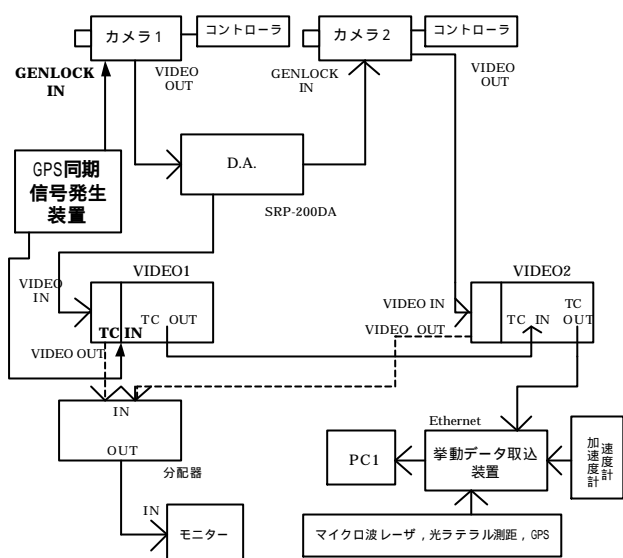 カメラ1
コントローラ
カメラ2
コントローラ
GENLOCK
IN
VIDEO
OUT
GENLOCK
IN
VIDEO
OUT
GPS同期
信号発生
装置
D.A.
SRP-200DA
VIDEO
IN
VIDEO1
TC OUT
TC IN
VIDEO OUT
VIDEO2
VIDEO IN
VIDEO OUT
TC IN
TC
OUT
IN
OUT
分配器
IN
モニター
Ethernet
PC1
挙動データ取込
装置
速度計
加速度計
マイクロ波レーザ,光ラテラル測距,GPS